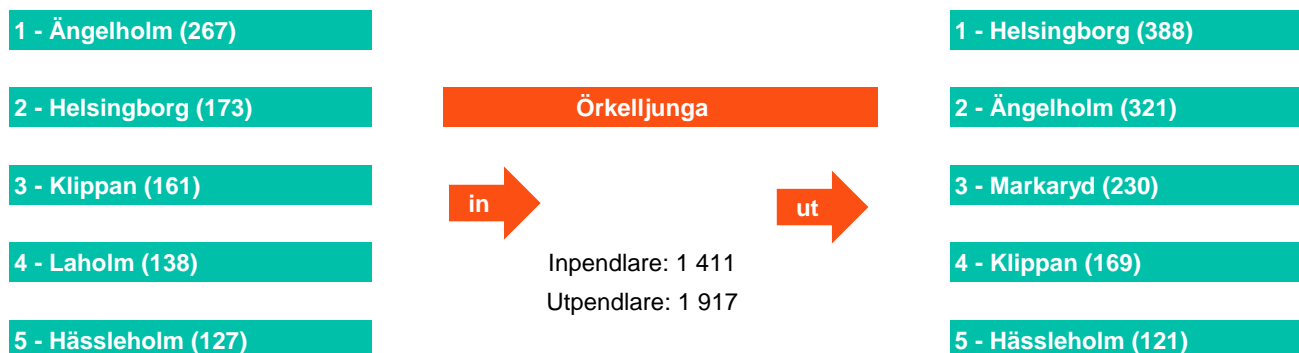 1 - Ängelholm (267)
2 - Helsingborg (173)
3 - Klippan (161)
4 - Laholm (138)
5 - Hässleholm (127)
Örkelljunga
in
ut
Inpendlare: 1 411
Utpendlare: 1 917
1 - Helsingborg (388)
2 - Ängelholm (321)
3 - Markaryd (230)
4 - Klippan (169)
5 - Hässleholm (121)